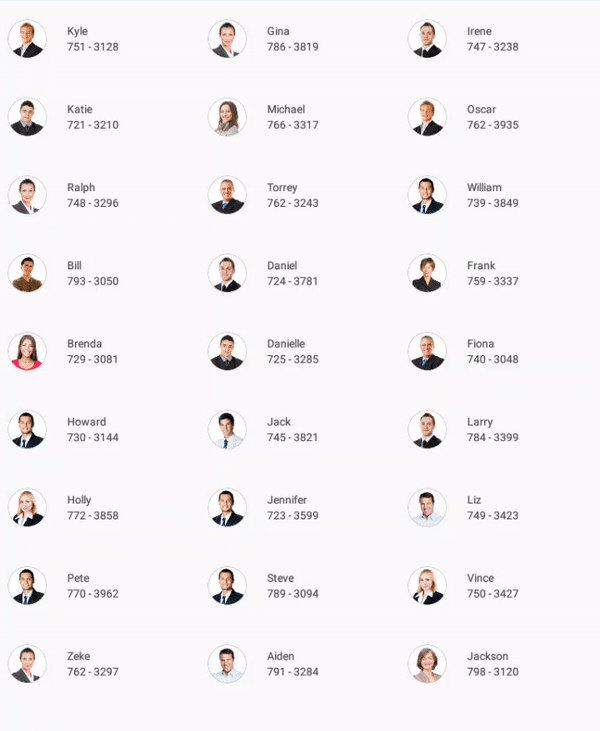 Kyle
751 - 3128
Gina
786 - 3819
Irene
747 - 3238
Katie
721 - 3210
Michael
766 - 3317
Oscar
762 - 3935
Ralph
748 - 3296
Torrey
762 - 3243
William
739 - 3849
Bill
793 - 3050
Daniel
724 - 3781
Frank
759 - 3337
Brenda
729 - 3081
Danielle
725 - 3285
Fiona
740 - 3048
Howard
730 - 3144
Jack
745 - 3821
Larry
784 - 3399
Holly
772 - 3858
Jennifer
723 - 3599
Liz
749 - 3423
Pete
770 - 3962
Steve
789 - 3094
Vince
750 - 3427
Zeke
762 - 3297
Aiden
791 - 3284
Jackson
798 - 3120